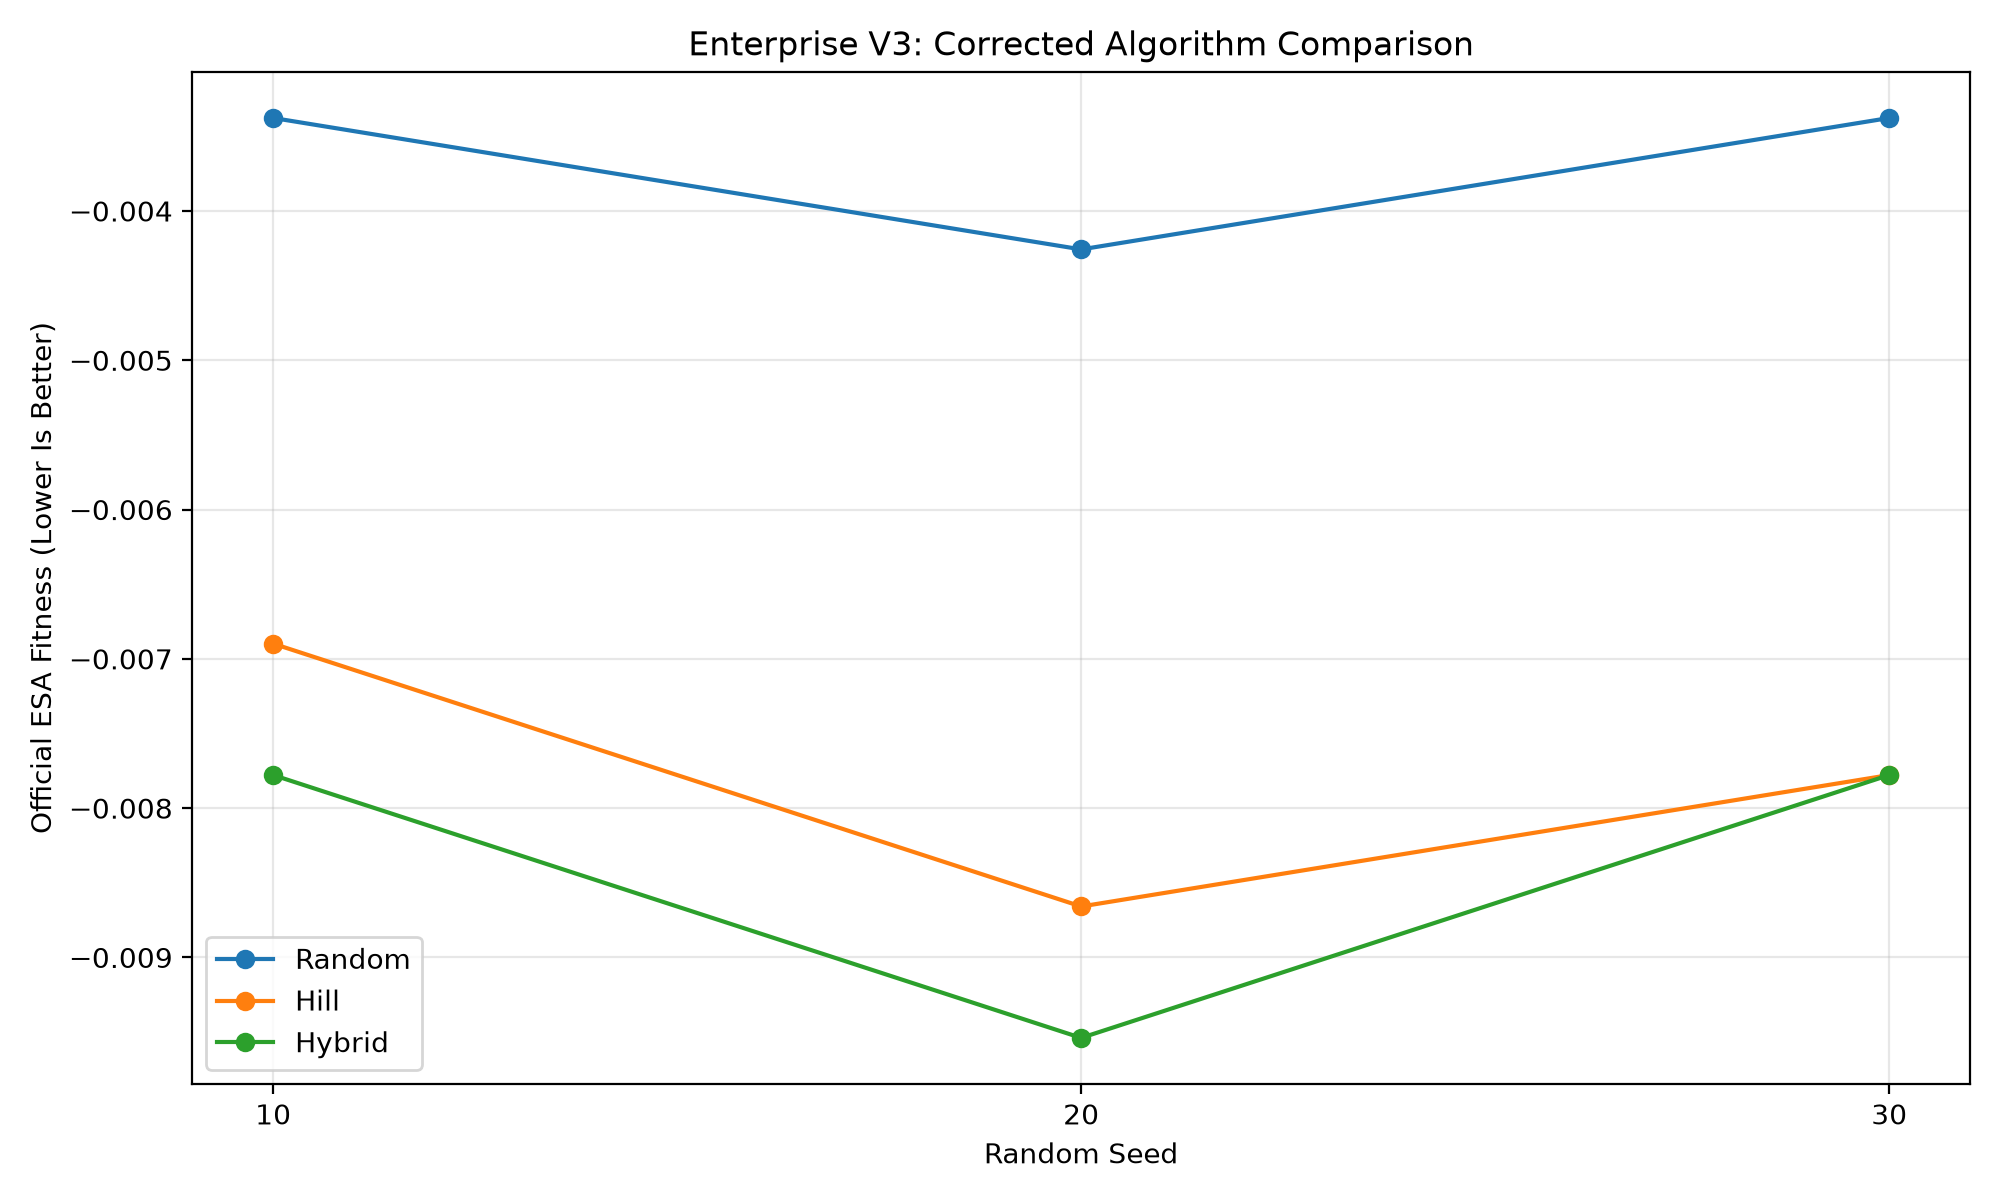 Enterprise V3: Corrected Algorithm Comparison
Official ESA Fitness (Lower Is Better)
−0.004
−0.005
−0.006
−0.007
−0.008
−0.009
Random
Hill
Hybrid
10 20 30
Random Seed